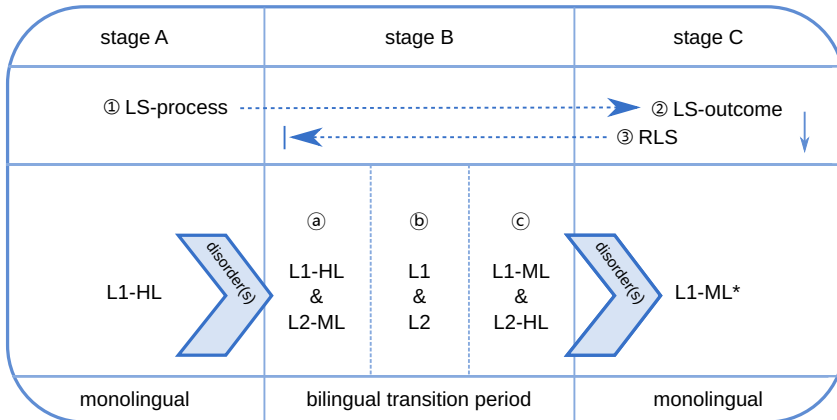 stage A
stage B
stage C
① LS-process
② LS-outcome
③ RLS
L1-HL
disorder(s)
ⓐ
L1-HL
&
L2-ML
ⓑ
L1
&
L2
ⓒ
L1-ML
&
L2-HL
disorder(s)
L1-ML*
monolingual
bilingual transition period
monolingual